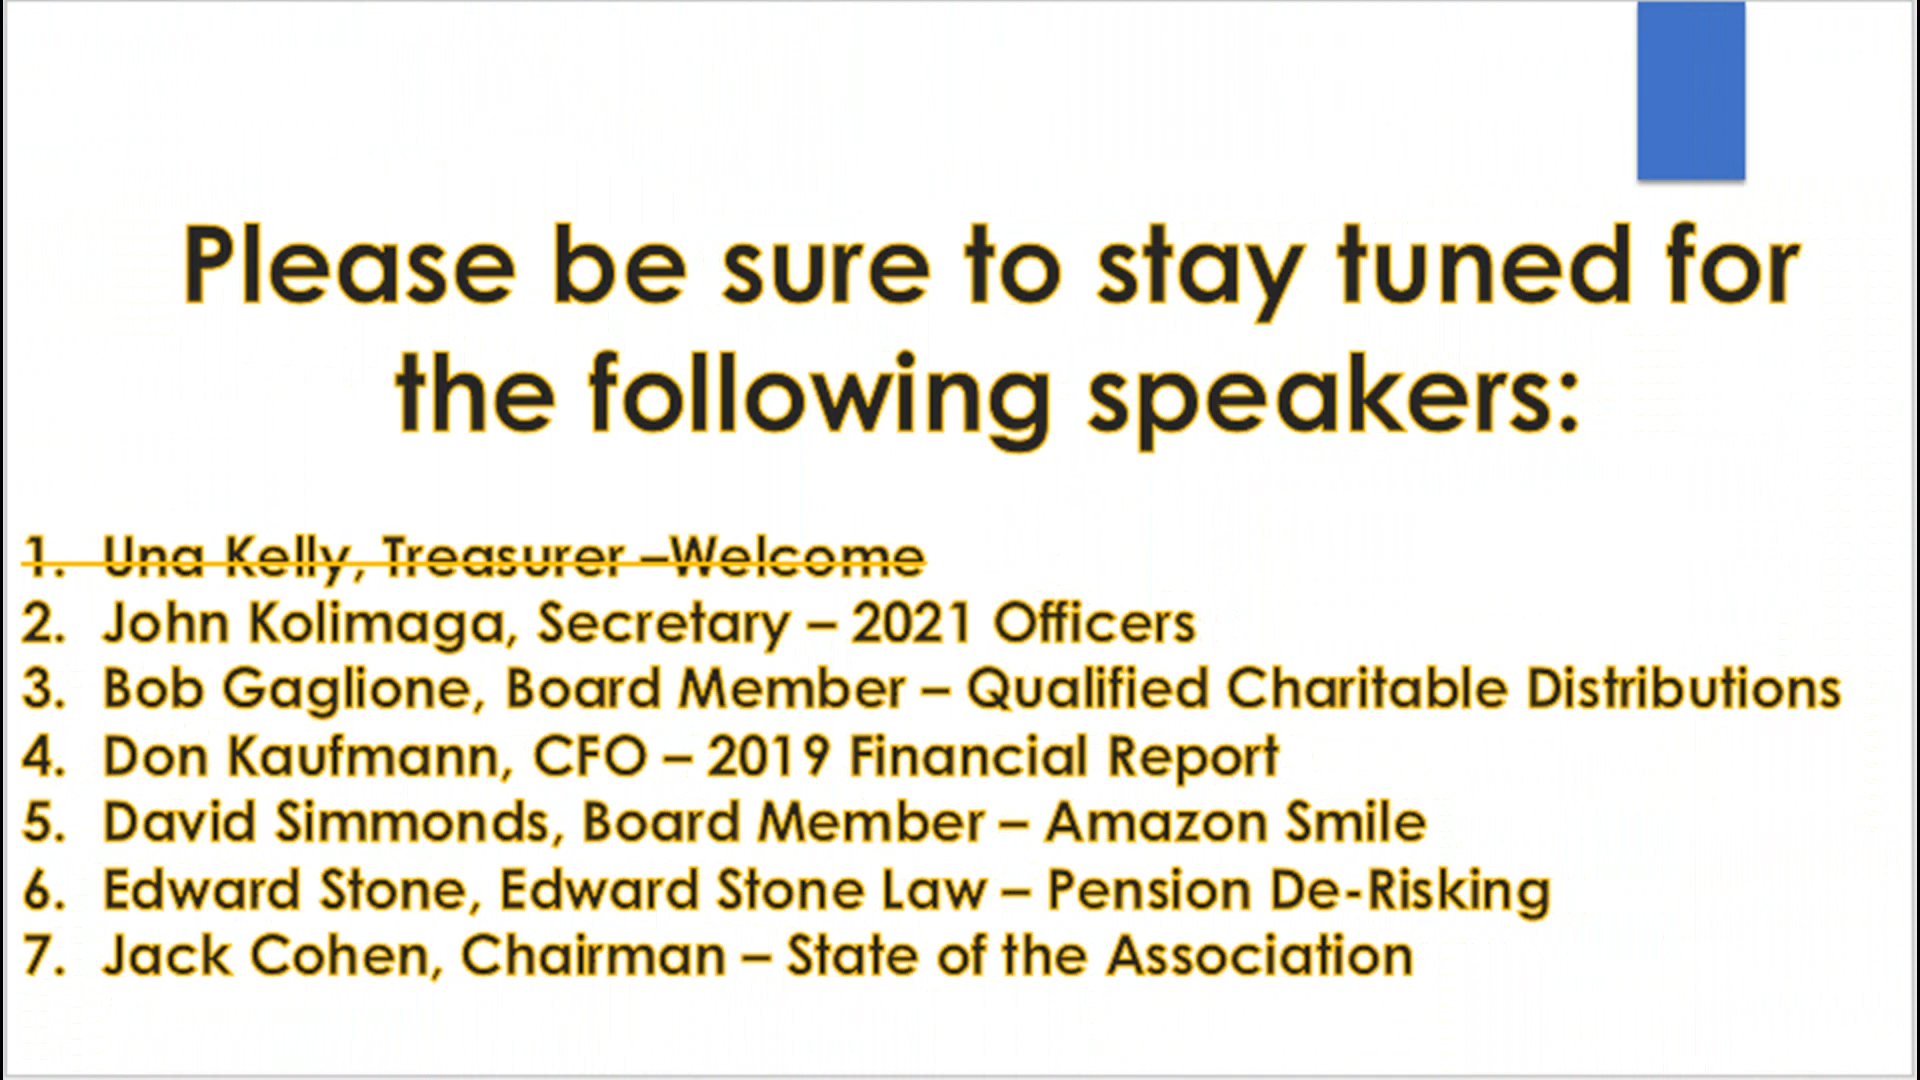 Please be sure to stay tuned for
the following speakers:
1. Una Kelly, Treasurer –Welcome
2. John Kolimaga, Secretary – 2021 Officers
3. Bob Gaglione, Board Member – Qualified Charitable Distributions
4. Don Kaufmann, CFO – 2019 Financial Report
5. David Simmonds, Board Member – Amazon Smile
6. Edward Stone, Edward Stone Law – Pension De-Risking
7. Jack Cohen, Chairman – State of the Association